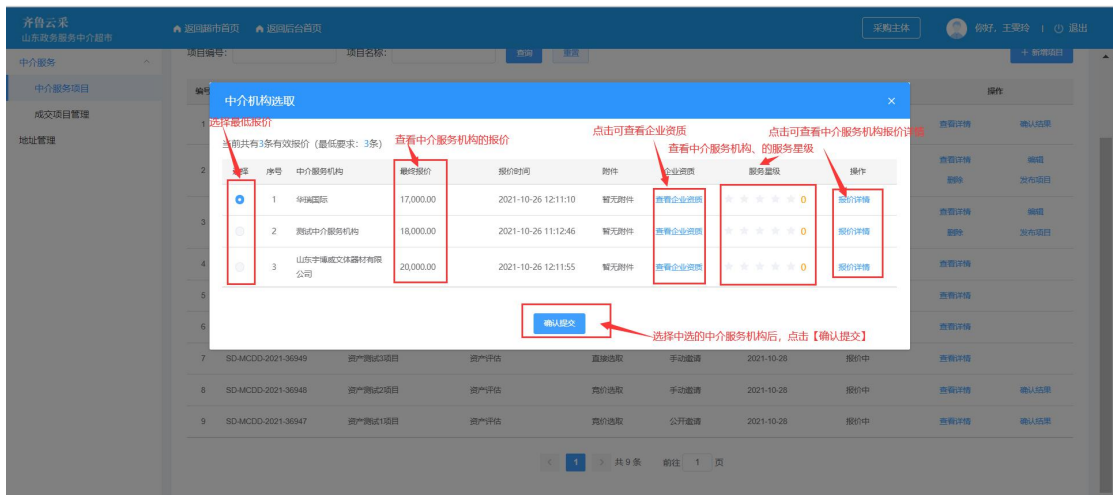 齐鲁云采
山东政务服务中介超市
返回超市首页 返回后台首页 采购主体 你好，王雯玲 | 退出
中介服务
中介服务项目
成交项目管理
地址管理
项目编号： 项目名称： 查询 重置 + 新增项目
编号 操作
中介机构选取 ×
选择最低报价
当前共有3条有效报价（最低要求：3条）
查看中介服务机构的报价
点击可查看企业资质
查看中介服务机构、的服务星级
点击可查看中介服务机构报价详情
选择 序号 中介服务机构 最终报价 报价时间 附件 企业资质 服务星级 操作
1 华瑞国际 17,000.00 2021-10-26 12:11:10 暂无附件 查看企业资质 0 报价详情
2 测试中介服务机构 18,000.00 2021-10-26 11:12:46 暂无附件 查看企业资质 0 报价详情
3 山东宇博威文体器材有限公司 20,000.00 2021-10-26 12:11:55 暂无附件 查看企业资质 0 报价详情
确认提交
选择中选的中介服务机构后，点击【确认提交】
1 查看详情 确认结果
2 查看详情 编辑
删除 发布项目
3 查看详情 编辑
删除 发布项目
4 查看详情
5 查看详情
6 查看详情
7 SD-MCDD-2021-36949 资产测试3项目 资产评估 直接选取 手动邀请 2021-10-28 报价中 查看详情
8 SD-MCDD-2021-36948 资产测试2项目 资产评估 竞价选取 手动邀请 2021-10-28 报价中 查看详情 确认结果
9 SD-MCDD-2021-36947 资产测试1项目 资产评估 竞价选取 公开邀请 2021-10-28 报价中 查看详情 确认结果
< 1 > 共 9 条 前往 1 页